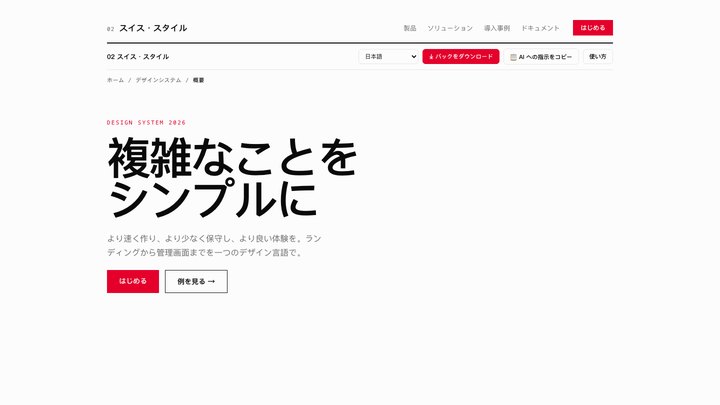 02 スイス・スタイル
製品 ソリューション 導入事例 ドキュメント はじめる
02 スイス・スタイル
日本語 パックをダウンロード AI への指示をコピー 使い方
ホーム / デザインシステム / 概要
DESIGN SYSTEM 2026
複雑なことを
シンプルに
より速く作り、より少なく保守し、より良い体験を。ラン
ディングから管理画面までを一つのデザイン言語で。
はじめる 例を見る →